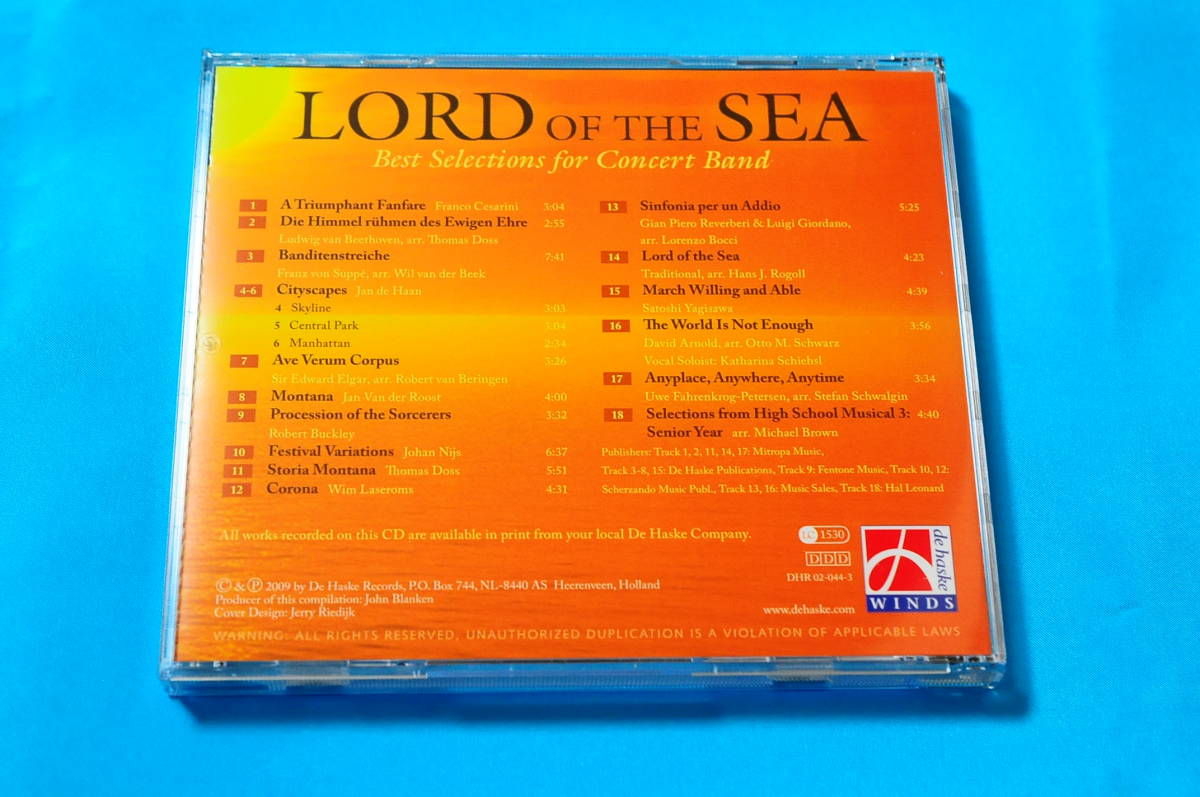 LORD OF THE SEA
Best Selections for Concert Band
1 A Triumphant Fanfare Franco Cesarini 3:04
2 Die Himmel rühmen des Ewigen Ehre 2:55
Ludwig van Beethoven, arr. Thomas Doss
3 Banditenstreiche 7:41
Franz von Suppé, arr. Wil van der Beek
4-6 Cityscapes Jan de Haan
4 Skyline 3:03
5 Central Park 3:04
6 Manhattan 2:34
7 Ave Verum Corpus 3:26
Sir Edward Elgar, arr. Robert van Beringen
8 Montana Jan Van der Roost 4:00
9 Procession of the Sorcerers 3:32
Robert Buckley
10 Festival Variations Johan Nijs 6:37
11 Storia Montana Thomas Doss 5:51
12 Corona Wim Laseroms 4:31
13 Sinfonia per un Addio 5:25
Gian Piero Reverberi & Luigi Giordano,
arr. Lorenzo Bocci
14 Lord of the Sea 4:23
Traditional, arr. Hans J. Rogoll
15 March Willing and Able 4:39
Satoshi Yagisawa
16 The World Is Not Enough 3:56
David Arnold, arr. Otto M. Schwarz
Vocal Soloist: Katharina Schiehsl
17 Anyplace, Anywhere, Anytime 3:34
Uwe Fahrenkrog-Petersen, arr. Stefan Schwalgin
18 Selections from High School Musical 3: 4:40
Senior Year arr. Michael Brown
Publishers: Track 1, 2, 11, 14, 17: Mitropa Music,
Track 3-8, 15: De Haske Publications, Track 9: Fentone Music, Track 10, 12:
Scherzando Music Publ., Track 13, 16: Music Sales, Track 18: Hal Leonard
All works recorded on this CD are available in print from your local De Haske Company.
LC 1530
DDD
DHR 02-044-3
www.dehaske.com
de haske
WINDS
© & ℗ 2009 by De Haske Records, P.O. Box 744, NL-8440 AS Heerenveen, Holland
Producer of this compilation: John Blanken
Cover Design: Jerry Riedijk
WARNING: ALL RIGHTS RESERVED, UNAUTHORIZED DUPLICATION IS A VIOLATION OF APPLICABLE LAWS